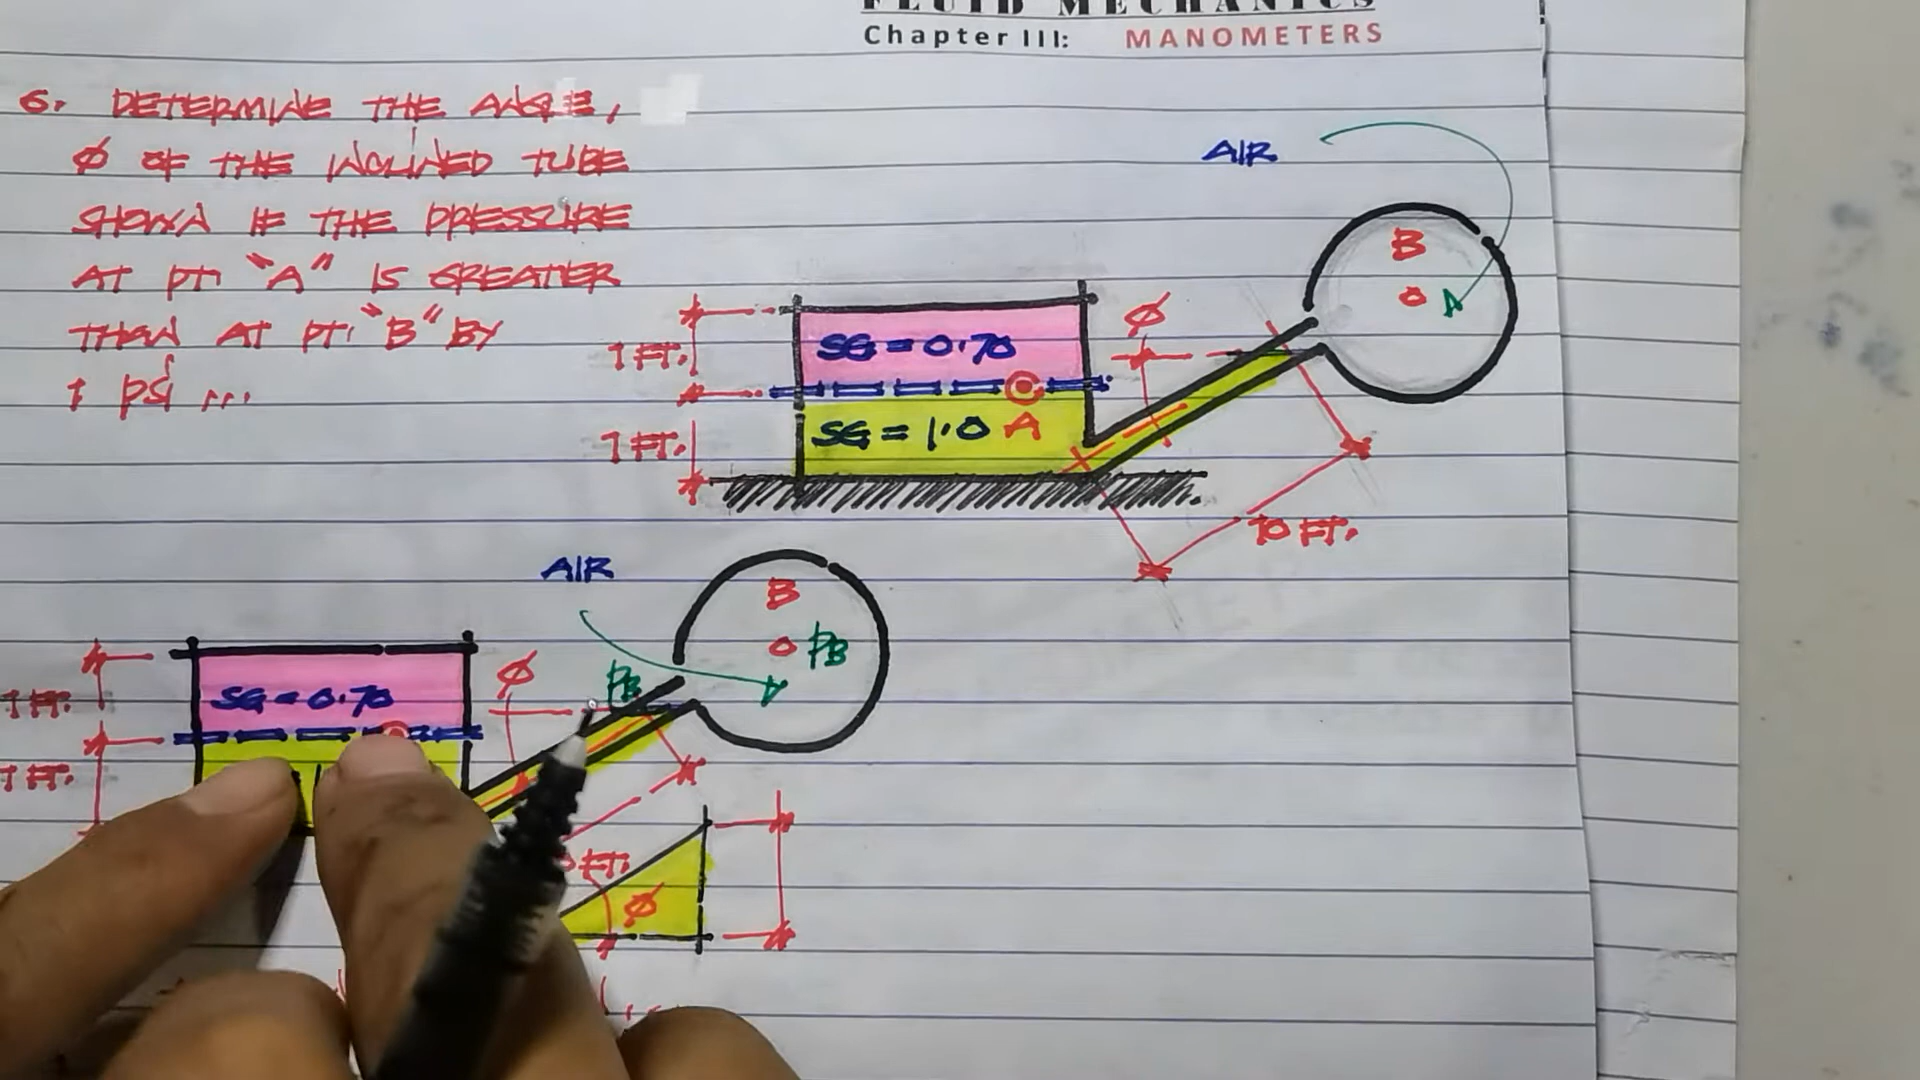 FLUID MECHANICS
Chapter III: MANOMETERS
6. DETERMINE THE ANGLE,
Ø OF THE INCLINED TUBE
SHOWN IF THE PRESSURE
AT PT. "A" IS GREATER
THAN AT PT. "B" BY
1 PSI ...
AIR
B
Ø
1 FT.
SG = 0.70
1 FT.
SG = 1.0 A
10 FT.
AIR
B
PB
Ø
PB
1 FT.
SG = 0.70
1 FT.
FT.
Ø